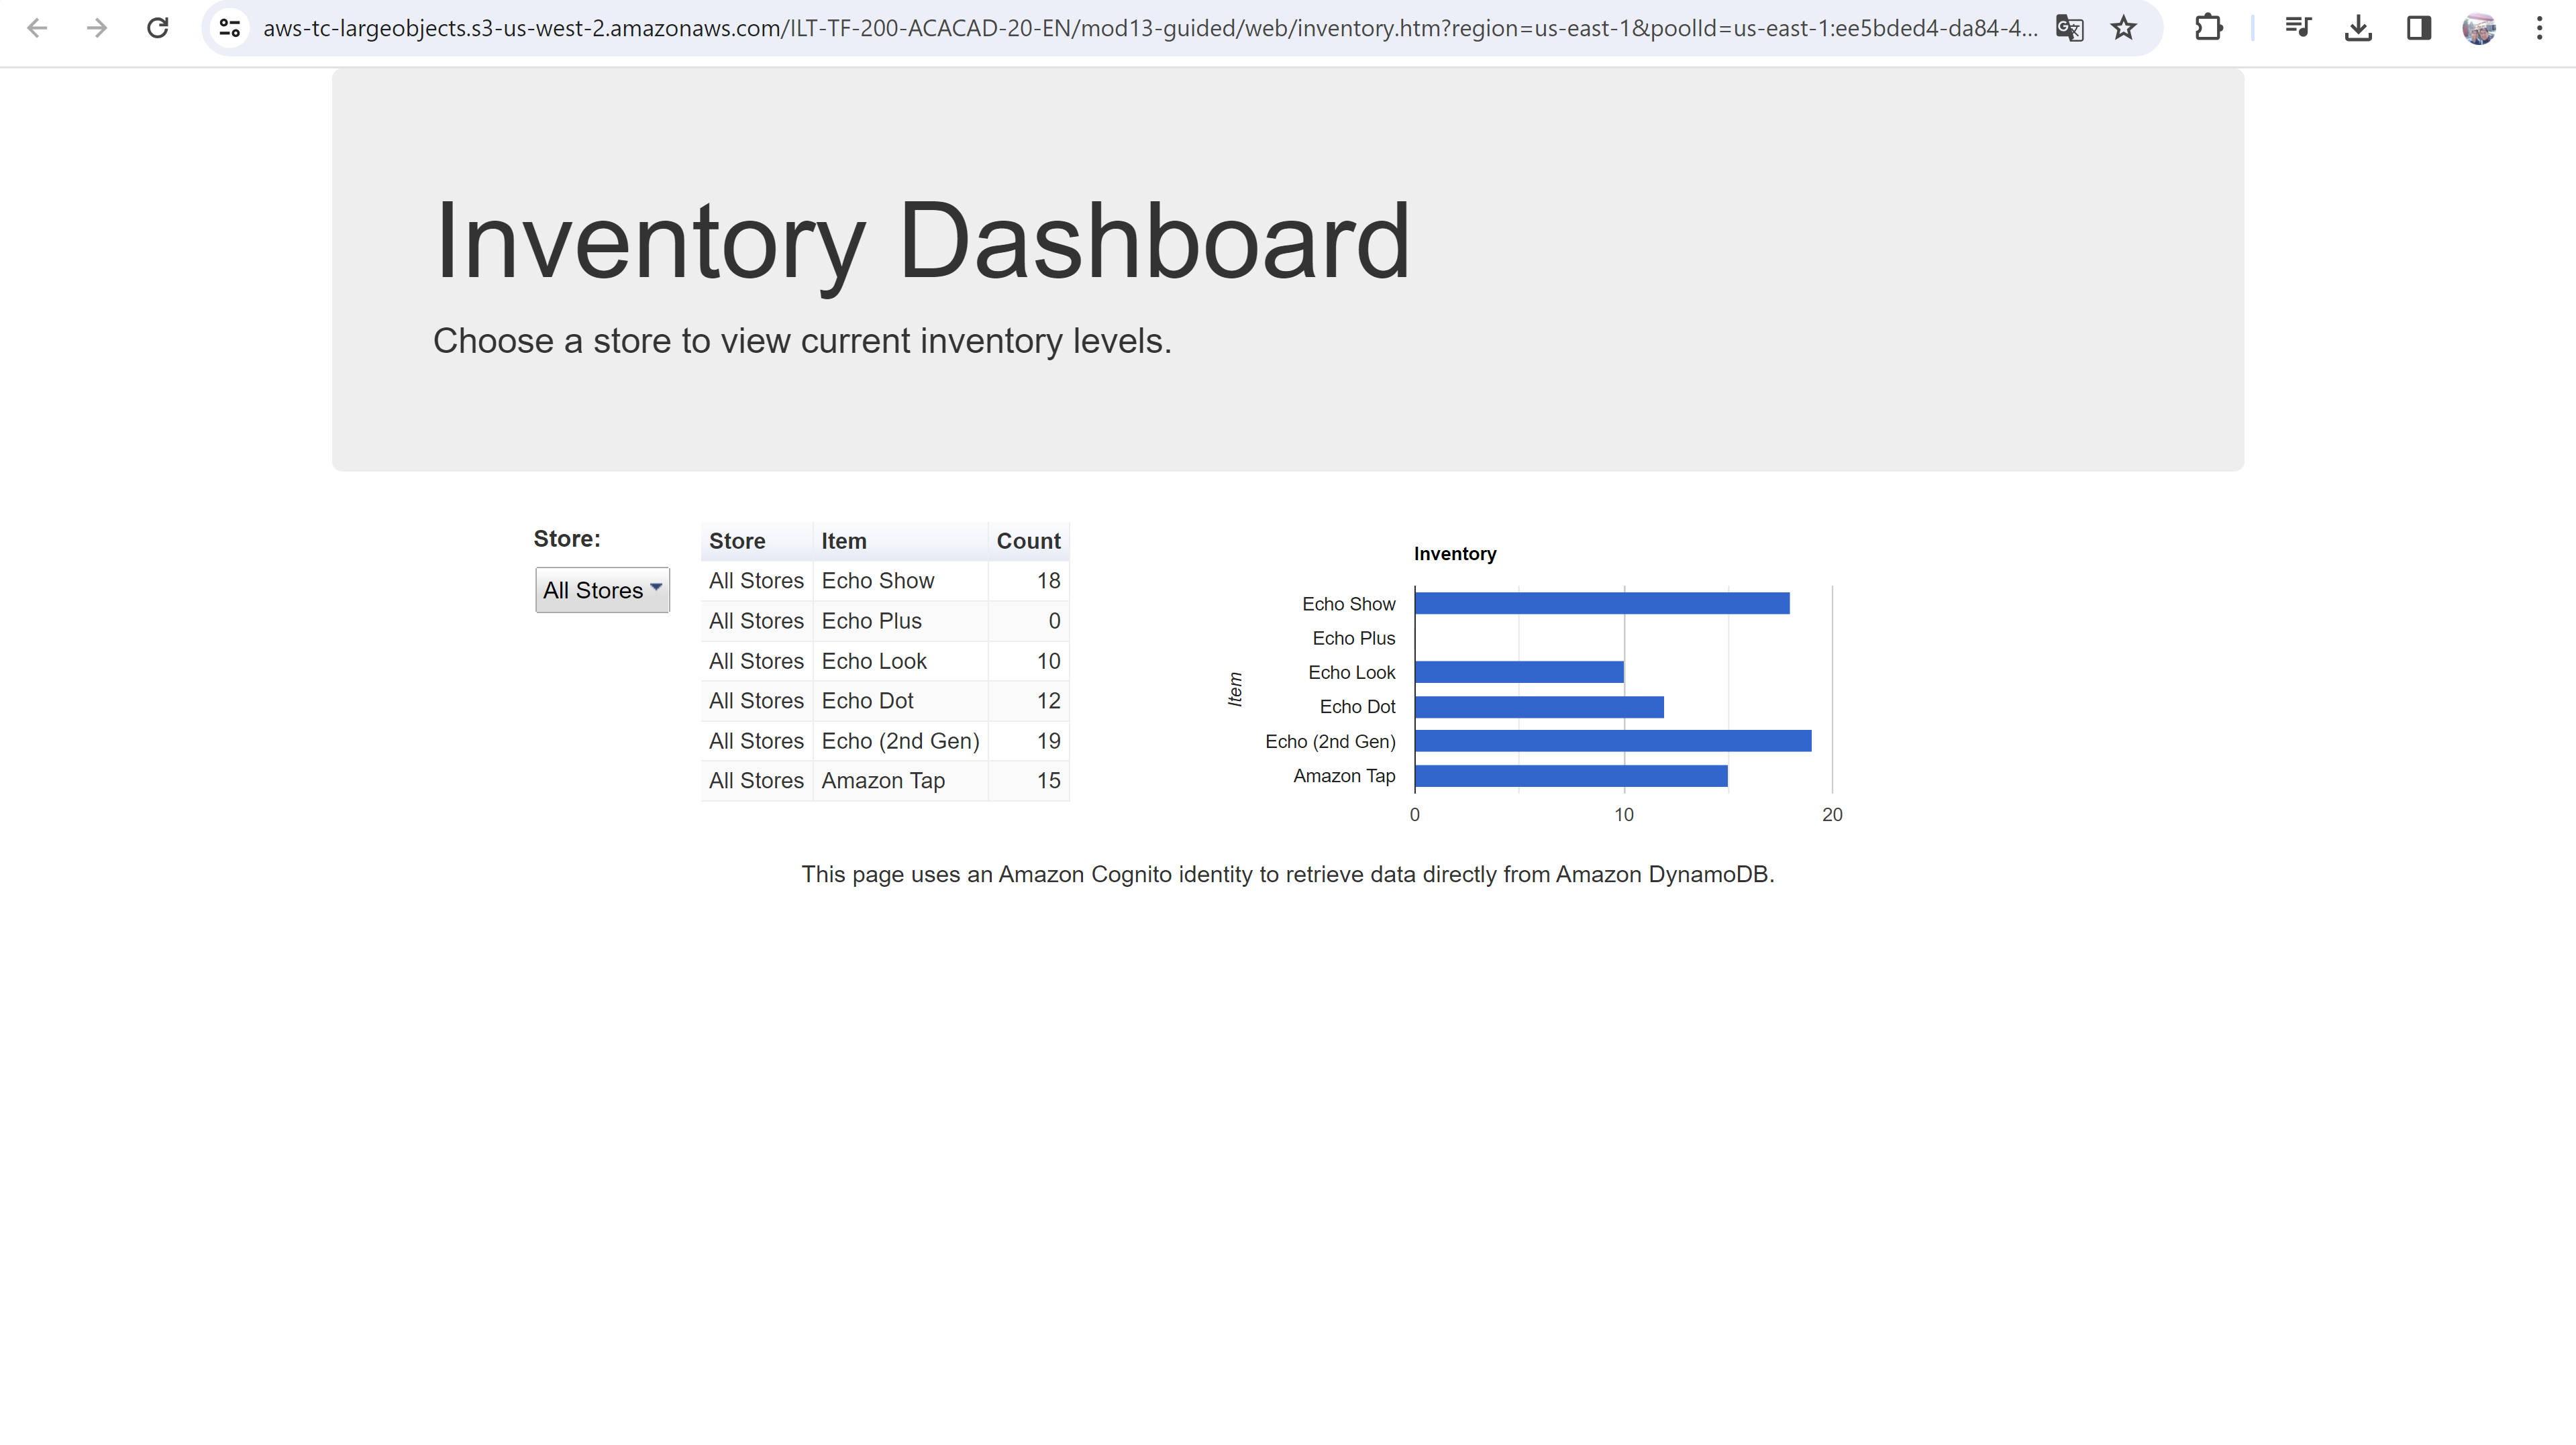 aws-tc-largeobjects.s3-us-west-2.amazonaws.com/ILT-TF-200-ACACAD-20-EN/mod13-guided/web/inventory.htm?region=us-east-1&poolId=us-east-1:ee5bded4-da84-4...
Inventory Dashboard
Choose a store to view current inventory levels.
Store:
All Stores
Store Item Count
All Stores Echo Show 18
All Stores Echo Plus 0
All Stores Echo Look 10
All Stores Echo Dot 12
All Stores Echo (2nd Gen) 19
All Stores Amazon Tap 15
Inventory
Item
Echo Show
Echo Plus
Echo Look
Echo Dot
Echo (2nd Gen)
Amazon Tap
0 10 20
This page uses an Amazon Cognito identity to retrieve data directly from Amazon DynamoDB.